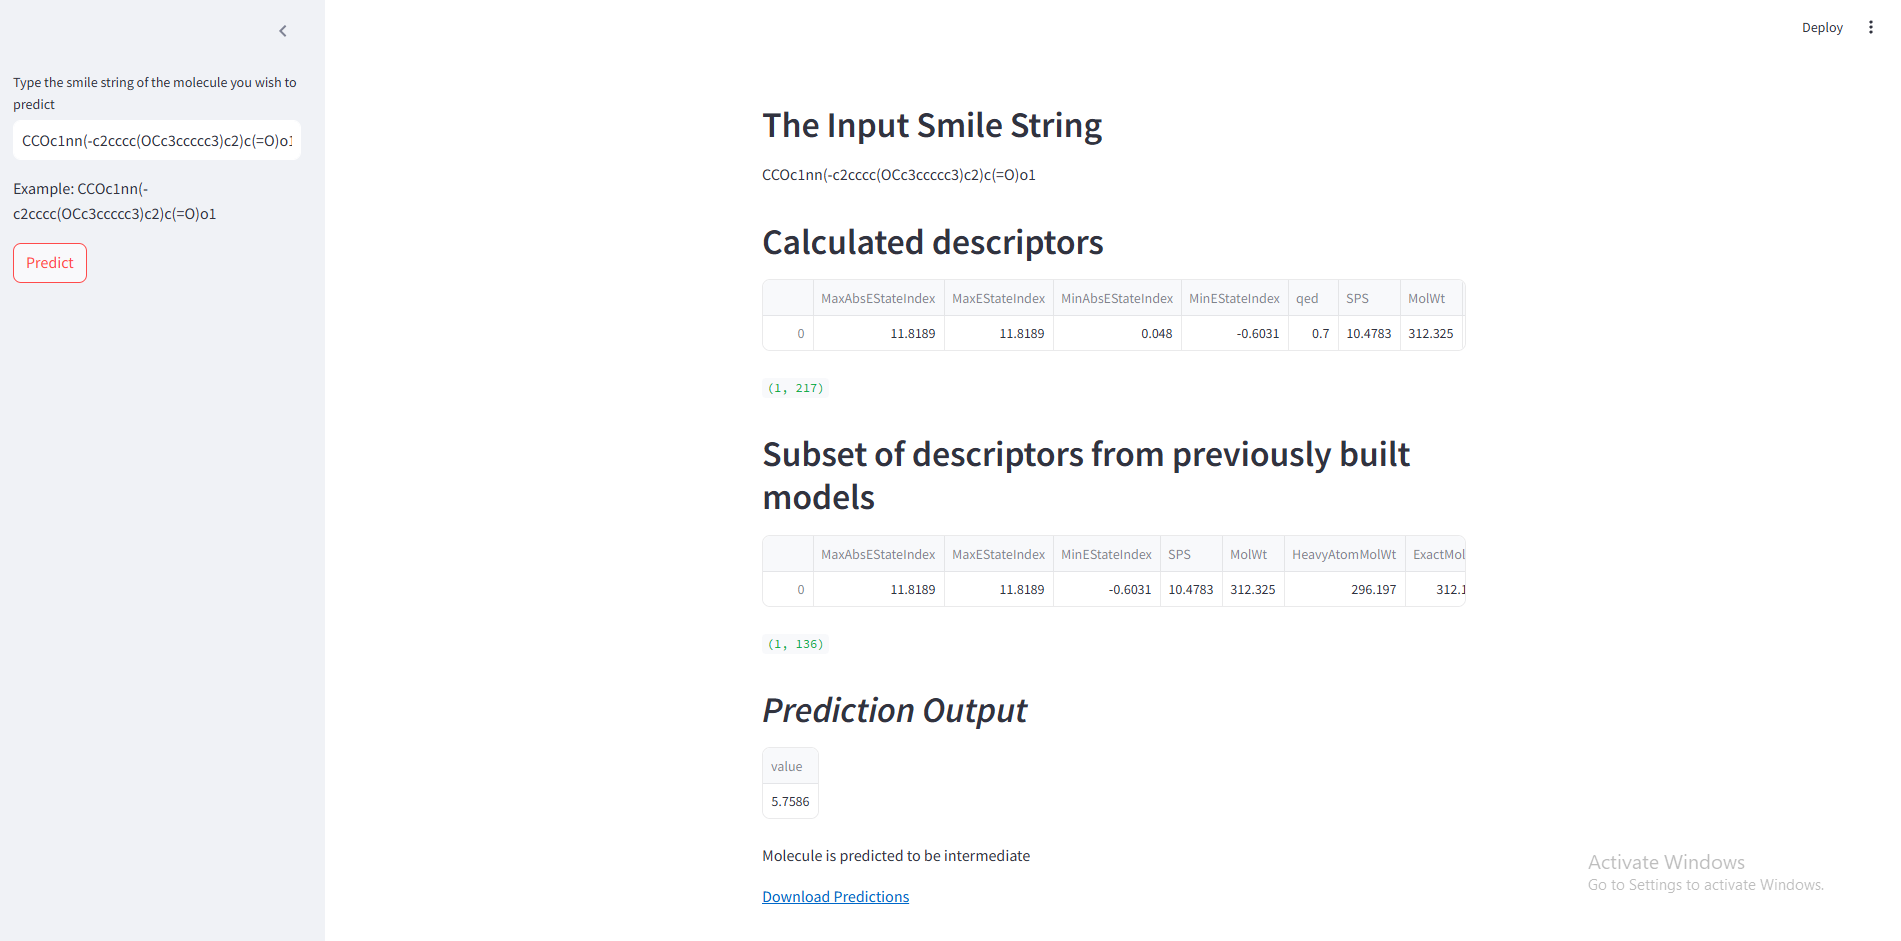 Deploy
Type the smile string of the molecule you wish to
predict
CCOc1nn(-c2cccc(OCc3ccccc3)c2)c(=O)o1
Example: CCOc1nn(-
c2cccc(OCc3ccccc3)c2)c(=O)o1
Predict
The Input Smile String
CCOc1nn(-c2cccc(OCc3ccccc3)c2)c(=O)o1
Calculated descriptors
MaxAbsEStateIndex MaxEStateIndex MinAbsEStateIndex MinEStateIndex qed SPS MolWt
0 11.8189 11.8189 0.048 -0.6031 0.7 10.4783 312.325
(1, 217)
Subset of descriptors from previously built
models
MaxAbsEStateIndex MaxEStateIndex MinEStateIndex SPS MolWt HeavyAtomMolWt ExactMol
0 11.8189 11.8189 -0.6031 10.4783 312.325 296.197 312.1
(1, 136)
Prediction Output
value
5.7586
Molecule is predicted to be intermediate
Download Predictions
Activate Windows
Go to Settings to activate Windows.